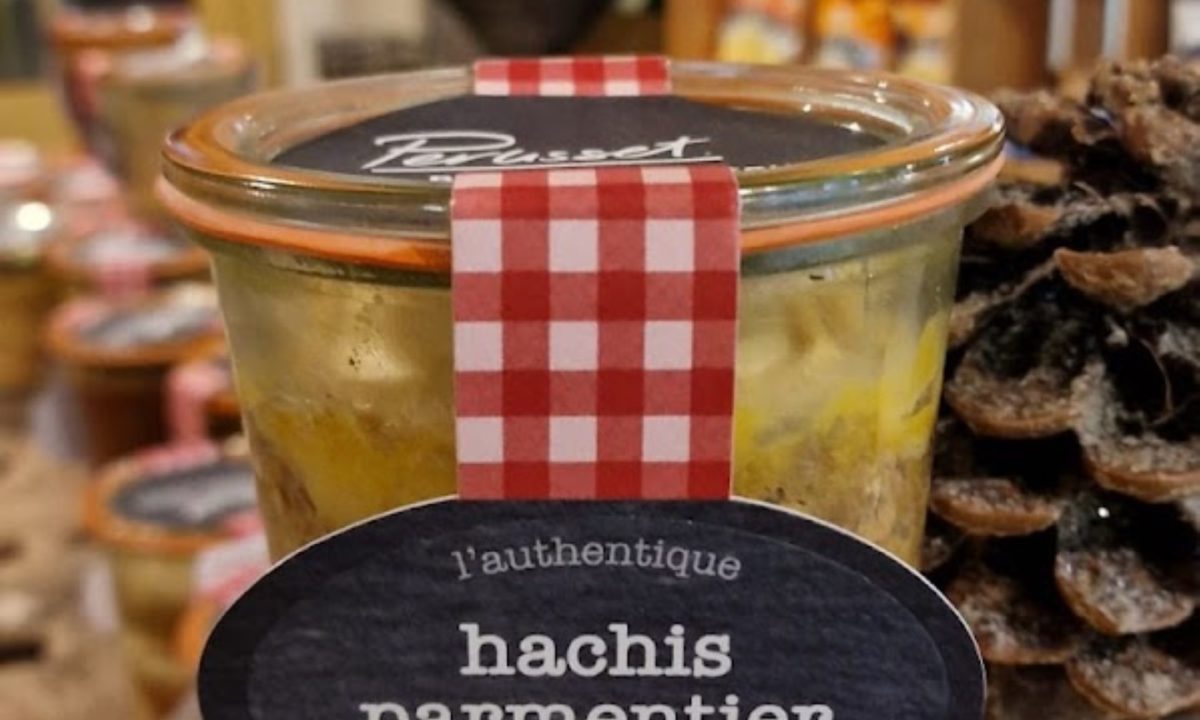 Perusset
l'authentique
hachis
parmentier